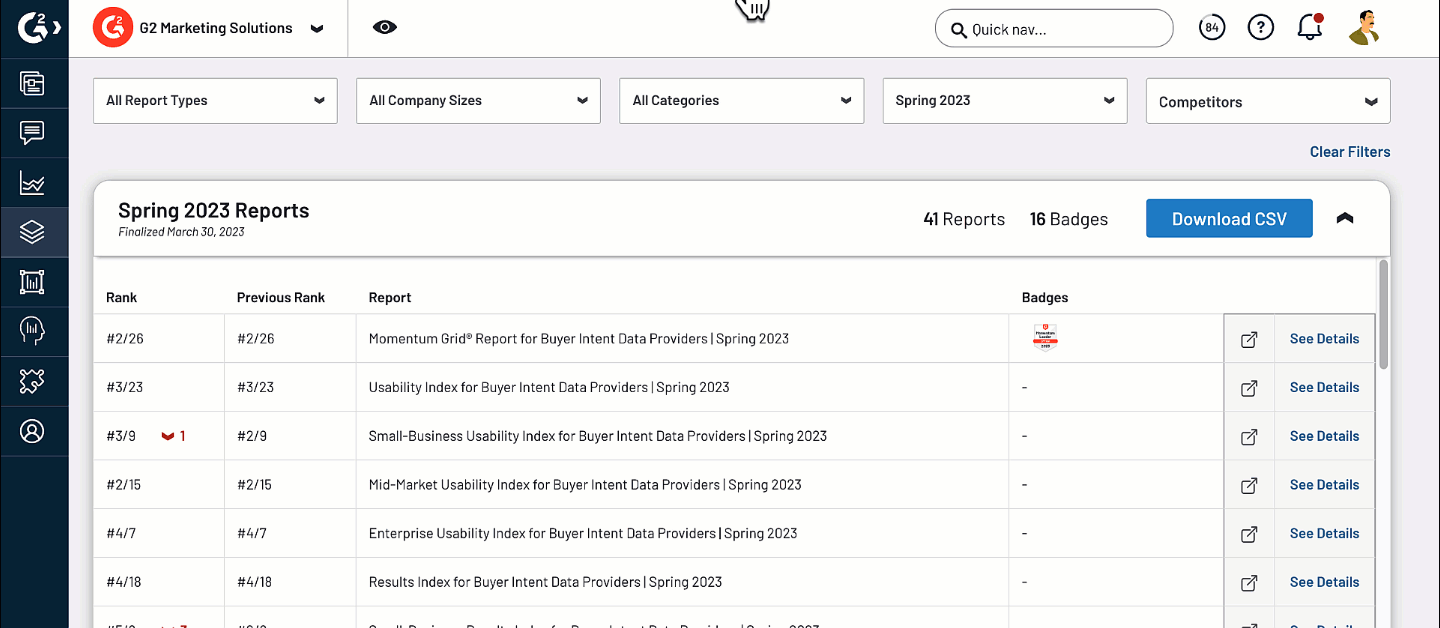 G2
G2 G2 Marketing Solutions
Quick nav...
84
?
All Report Types
All Company Sizes
All Categories
Spring 2023
Competitors
Clear Filters
Spring 2023 Reports
Finalized March 30, 2023
41 Reports 16 Badges
Download CSV
Rank Previous Rank Report Badges
#2/26 #2/26 Momentum Grid® Report for Buyer Intent Data Providers | Spring 2023 See Details
#3/23 #3/23 Usability Index for Buyer Intent Data Providers | Spring 2023 - See Details
#3/9 1 #2/9 Small-Business Usability Index for Buyer Intent Data Providers | Spring 2023 - See Details
#2/15 #2/15 Mid-Market Usability Index for Buyer Intent Data Providers | Spring 2023 - See Details
#4/7 #4/7 Enterprise Usability Index for Buyer Intent Data Providers | Spring 2023 - See Details
#4/18 #4/18 Results Index for Buyer Intent Data Providers | Spring 2023 - See Details